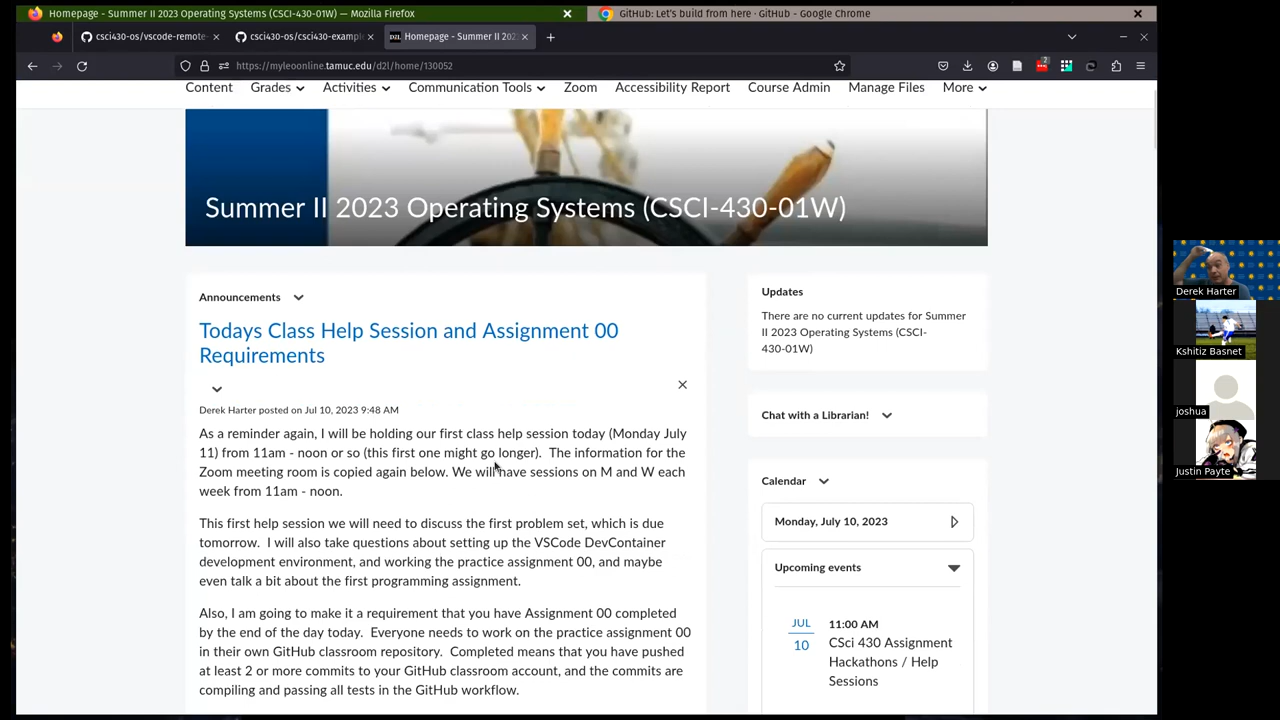 Homepage - Summer II 2023 Operating Systems (CSCI-430-01W) — Mozilla Firefox
GitHub: Let's build from here · GitHub - Google Chrome
csci430-os/vscode-remote-
csci430-os/csci430-exampl
D2L
Homepage - Summer II 202
https://myleoonline.tamuc.edu/d2l/home/130052
2
Content
Grades
Activities
Communication Tools
Zoom
Accessibility Report
Course Admin
Manage Files
More
Summer II 2023 Operating Systems (CSCI-430-01W)
Announcements
Todays Class Help Session and Assignment 00
Requirements
Derek Harter posted on Jul 10, 2023 9:48 AM
As a reminder again, I will be holding our first class help session today (Monday July
11) from 11am - noon or so (this first one might go longer).  The information for the
Zoom meeting room is copied again below. We will have sessions on M and W each
week from 11am - noon.
This first help session we will need to discuss the first problem set, which is due
tomorrow.  I will also take questions about setting up the VSCode DevContainer
development environment, and working the practice assignment 00, and maybe
even talk a bit about the first programming assignment.
Also, I am going to make it a requirement that you have Assignment 00 completed
by the end of the day today.  Everyone needs to work on the practice assignment 00
in their own GitHub classroom repository.  Completed means that you have pushed
at least 2 or more commits to your GitHub classroom account, and the commits are
compiling and passing all tests in the GitHub workflow.
Updates
There are no current updates for Summer
II 2023 Operating Systems (CSCI-
430-01W)
Chat with a Librarian!
Calendar
Monday, July 10, 2023
Upcoming events
JUL
10
11:00 AM
CSci 430 Assignment
Hackathons / Help
Sessions
Derek Harter
Kshitiz Basnet
joshua
Justin Payte